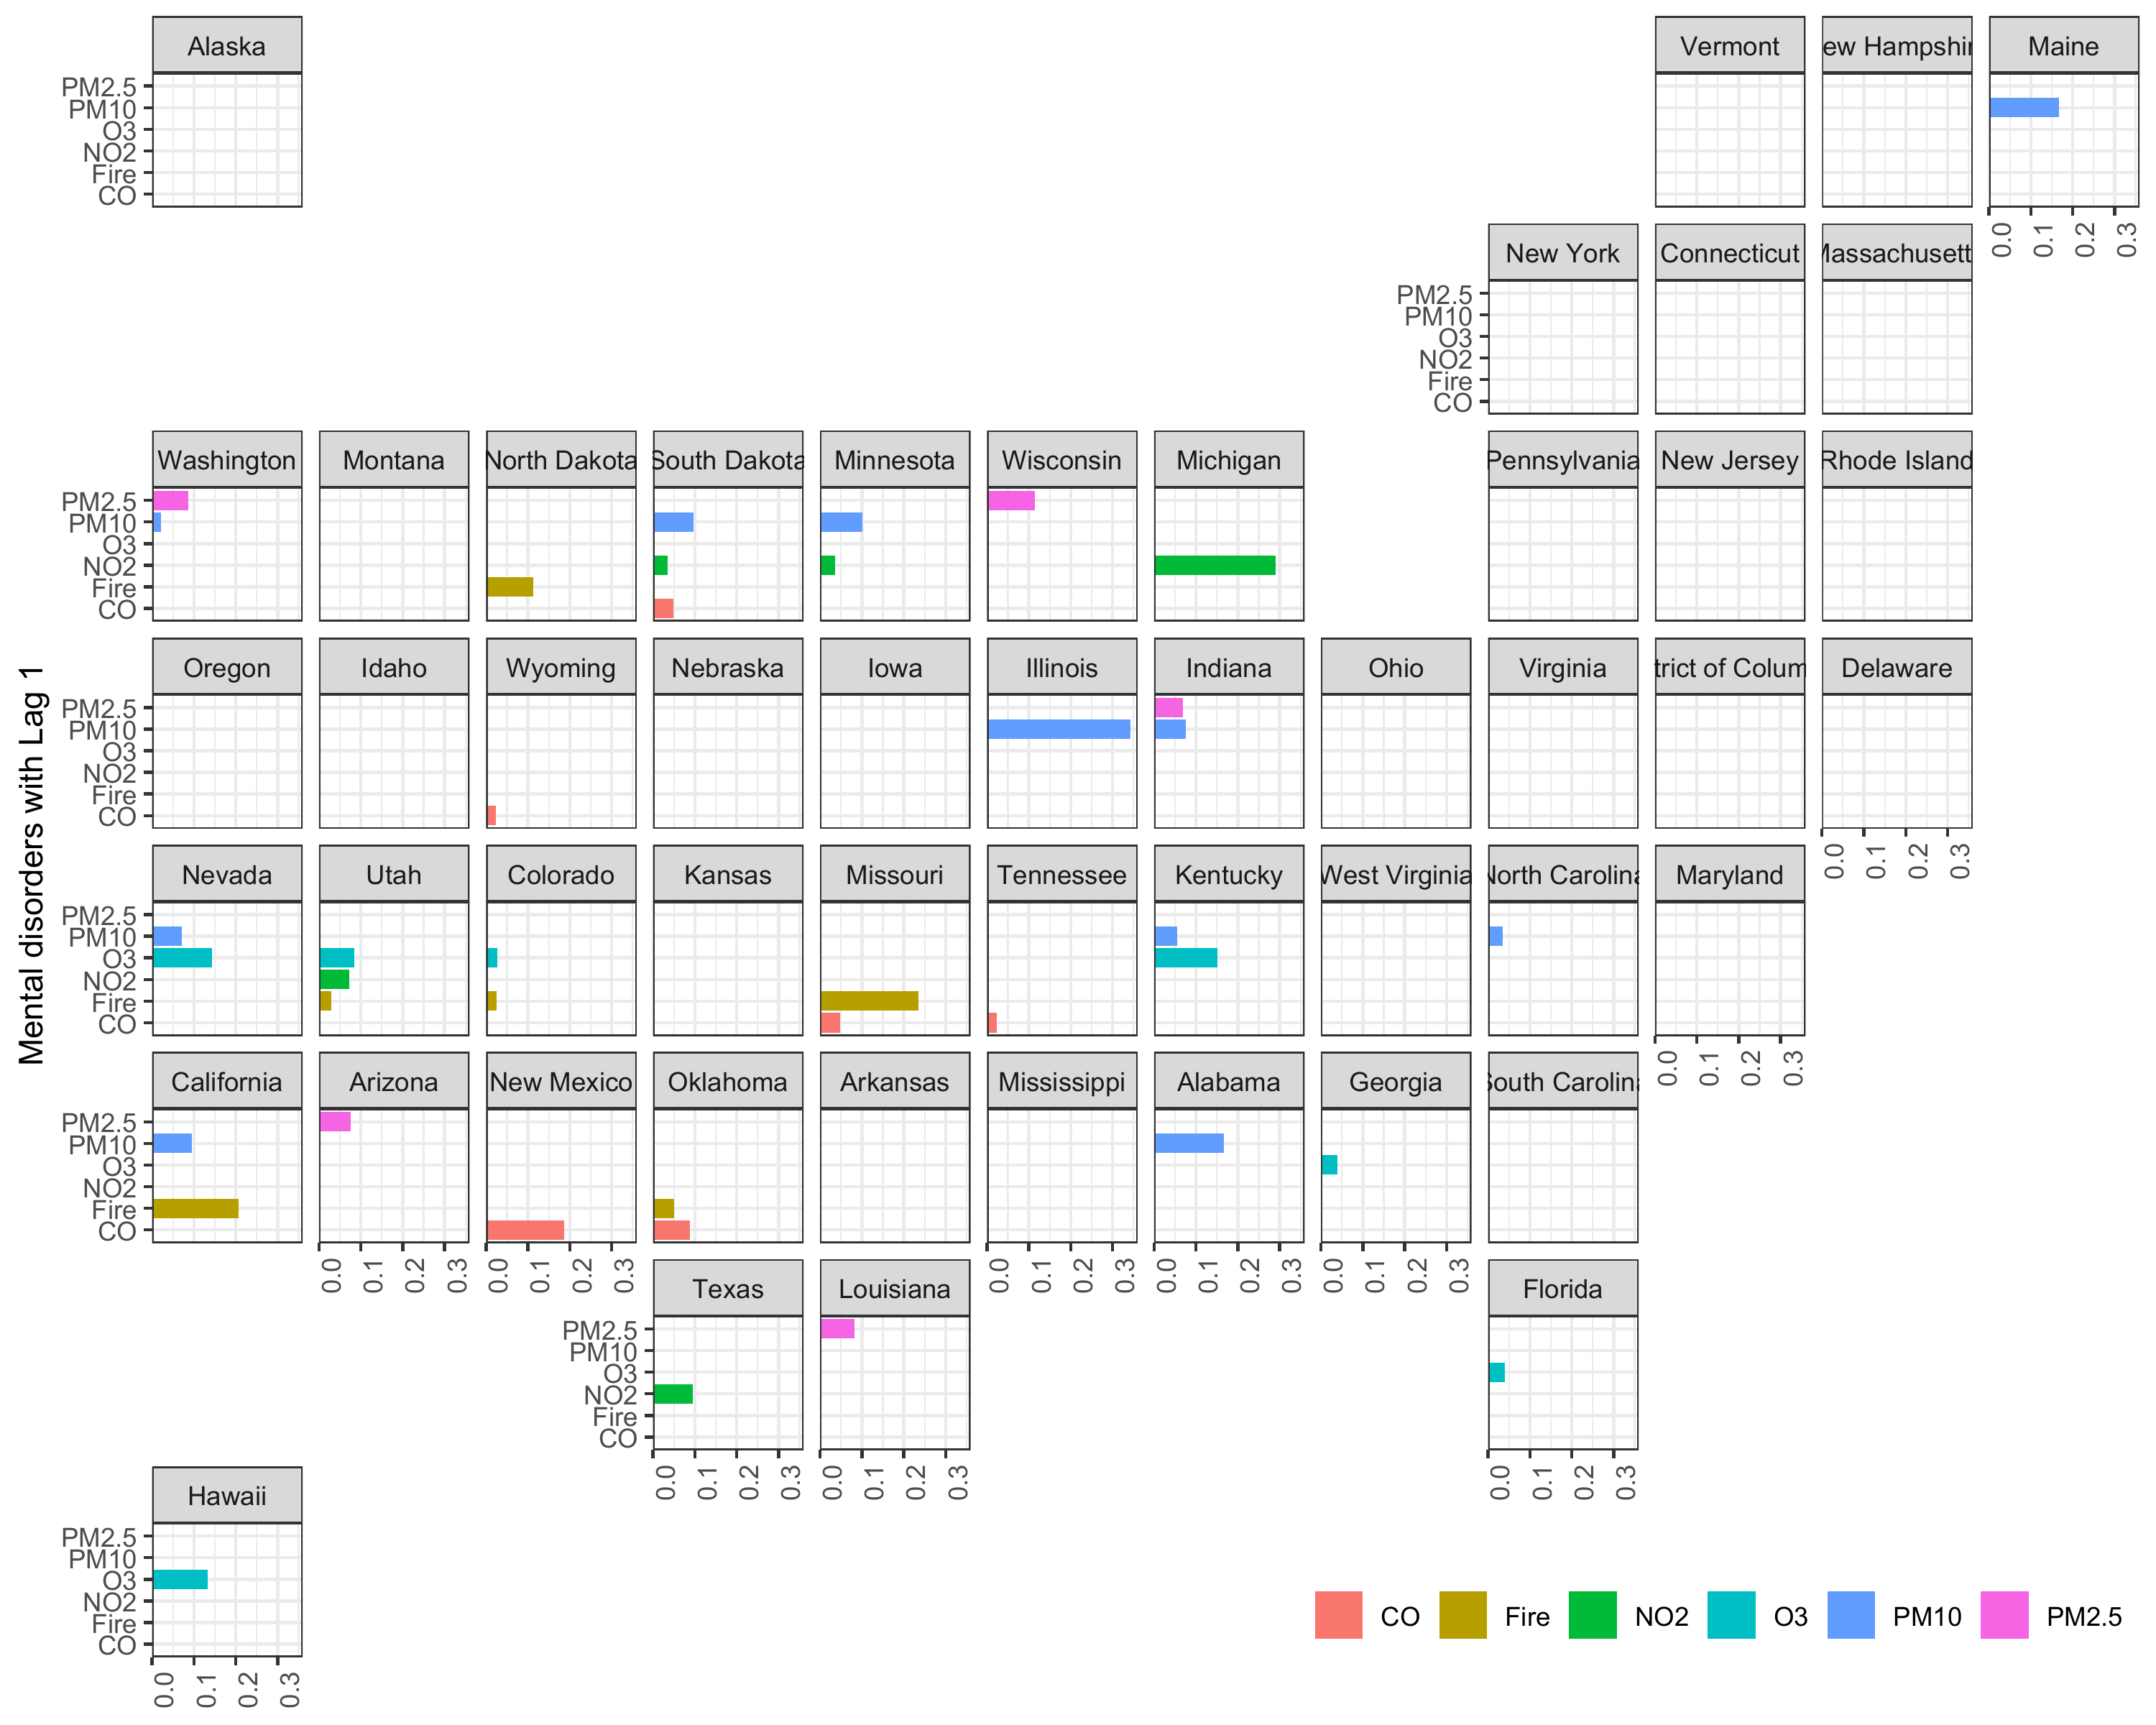 Alaska
Vermont
ew Hampshir
Maine
PM2.5
PM10
O3
NO2
Fire
CO
0.0 0.1 0.2 0.3
New York
Connecticut
Massachusett
PM2.5
PM10
O3
NO2
Fire
CO
Washington
Montana
North Dakota
South Dakota
Minnesota
Wisconsin
Michigan
Pennsylvania
New Jersey
Rhode Island
PM2.5
PM10
O3
NO2
Fire
CO
Mental disorders with Lag 1
Oregon
Idaho
Wyoming
Nebraska
Iowa
Illinois
Indiana
Ohio
Virginia
trict of Colum
Delaware
PM2.5
PM10
O3
NO2
Fire
CO
0.0 0.1 0.2 0.3
Nevada
Utah
Colorado
Kansas
Missouri
Tennessee
Kentucky
West Virginia
North Carolina
Maryland
PM2.5
PM10
O3
NO2
Fire
CO
0.0 0.1 0.2 0.3
California
Arizona
New Mexico
Oklahoma
Arkansas
Mississippi
Alabama
Georgia
South Carolina
PM2.5
PM10
O3
NO2
Fire
CO
0.0 0.1 0.2 0.3
0.0 0.1 0.2 0.3
0.0 0.1 0.2 0.3
0.0 0.1 0.2 0.3
0.0 0.1 0.2 0.3
Texas
Louisiana
Florida
PM2.5
PM10
O3
NO2
Fire
CO
0.0 0.1 0.2 0.3
0.0 0.1 0.2 0.3
0.0 0.1 0.2 0.3
Hawaii
PM2.5
PM10
O3
NO2
Fire
CO
0.0 0.1 0.2 0.3
CO Fire NO2 O3 PM10 PM2.5